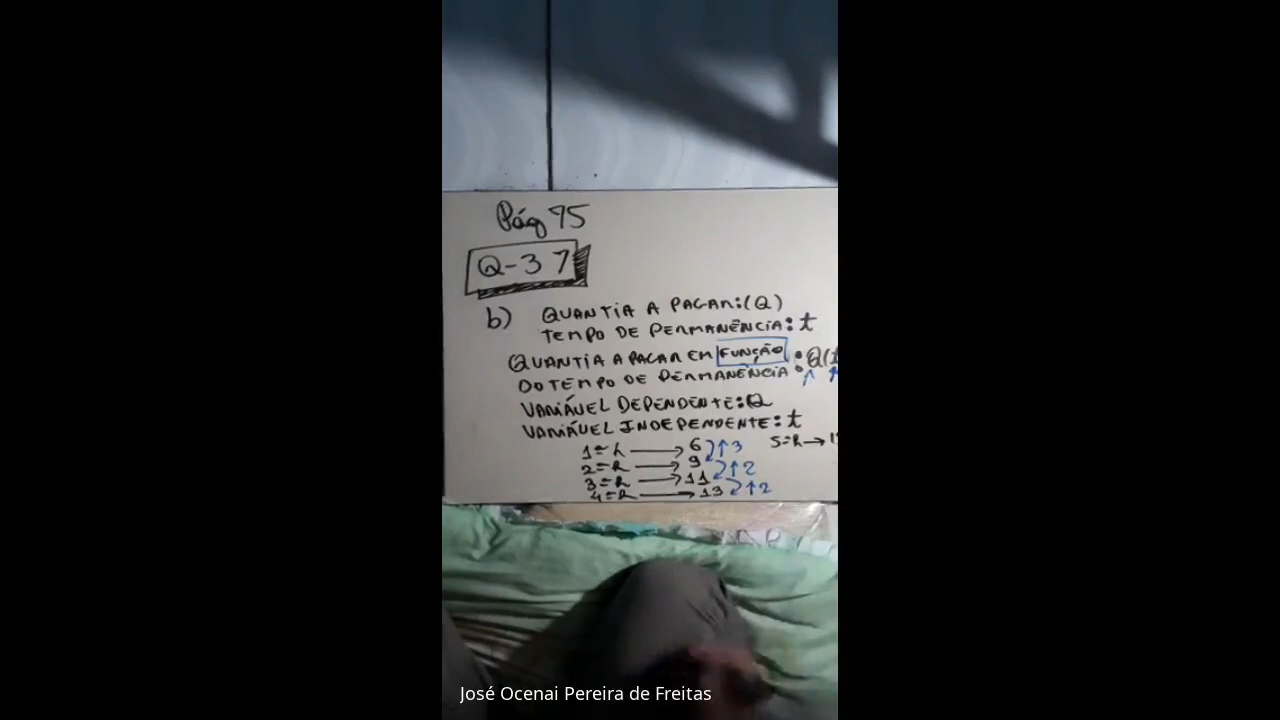 Pág 75
Q-37
b) QUANTIA A PAGAR:(Q)
TEMPO DE PERMANÊNCIA: t
QUANTIA A PAGAR EM FUNÇÃO
DO TEMPO DE PERMANÊNCIA : Q(t
VARIÁVEL DEPENDENTE: Q
VARIÁVEL INDEPENDENTE: t
1ª h → 6 ↑3
2ª h → 9 ↑2
3ª h → 11 ↑2
4ª h → 13
5ª h →
José Ocenai Pereira de Freitas